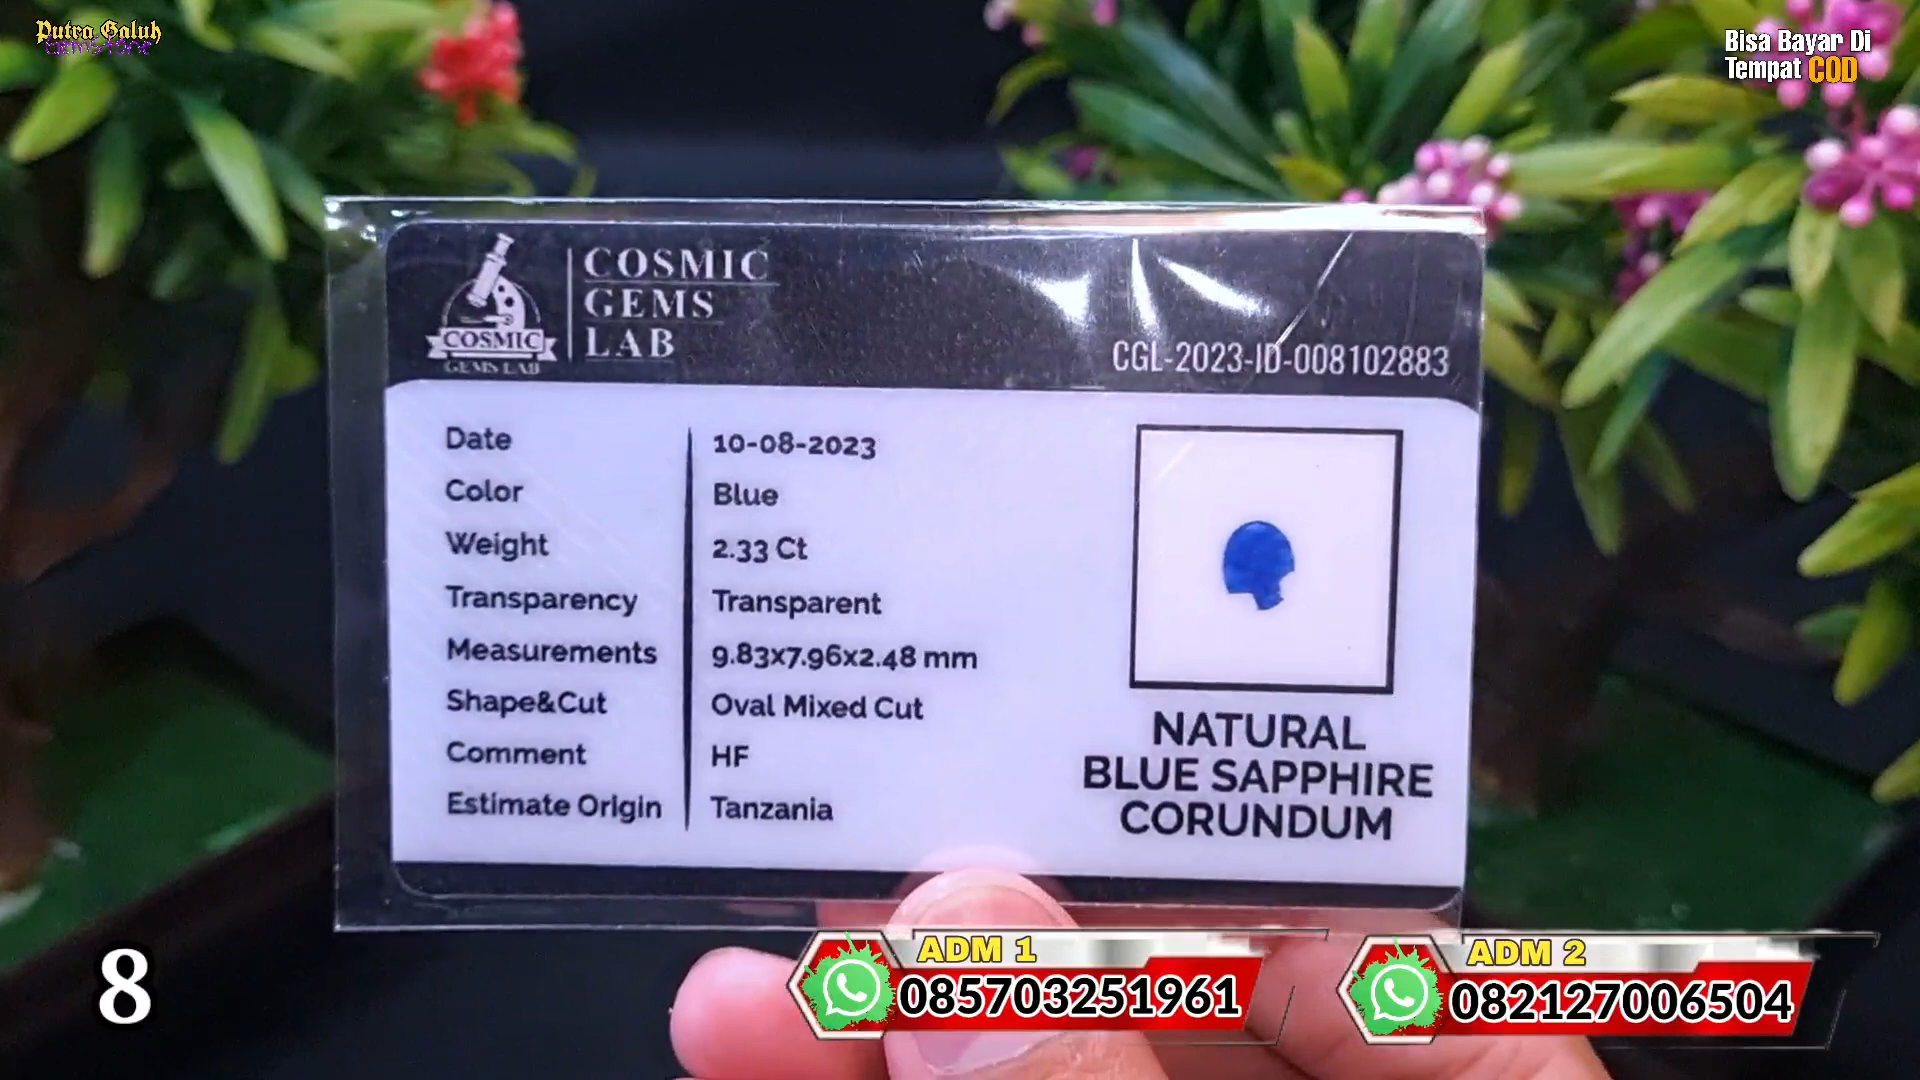 Putra Galuh
Gemstone
Bisa Bayar Di
Tempat COD
COSMIC
GEMS
LAB
COSMIC
GEMS LAB
CGL-2023-ID-008102883
Date 10-08-2023
Color Blue
Weight 2.33 Ct
Transparency Transparent
Measurements 9.83x7.96x2.48 mm
Shape&Cut Oval Mixed Cut
Comment HF
Estimate Origin Tanzania
NATURAL
BLUE SAPPHIRE
CORUNDUM
8
ADM 1
085703251961
ADM 2
082127006504